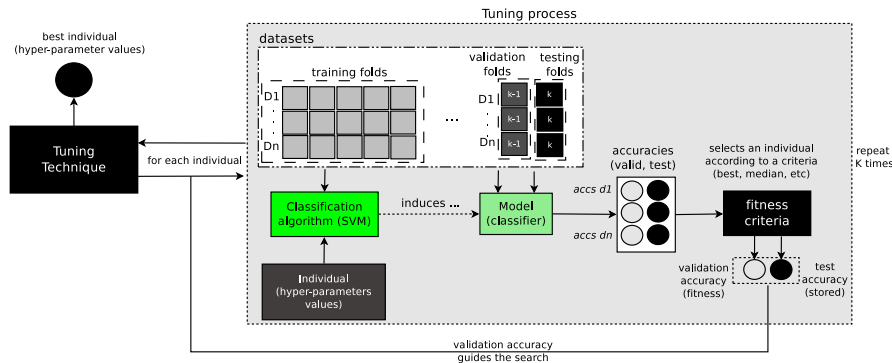 Tuning process
best individual
(hyper-parameter values)
datasets
training folds
validation
folds
testing
folds
D1
.
.
Dn
...
D1
.
.
Dn
k-1
k
k-1
k
k-1
k
Tuning
Technique
for each individual
Classification
algorithm (SVM)
induces ...
Model
(classifier)
accuracies
(valid, test)
accs d1
accs dn
selects an individual
according to a criteria
(best, median, etc)
fitness
criteria
repeat
K times
Individual
(hyper-parameters
values)
validation
accuracy
(fitness)
test
accuracy
(stored)
validation accuracy
guides the search